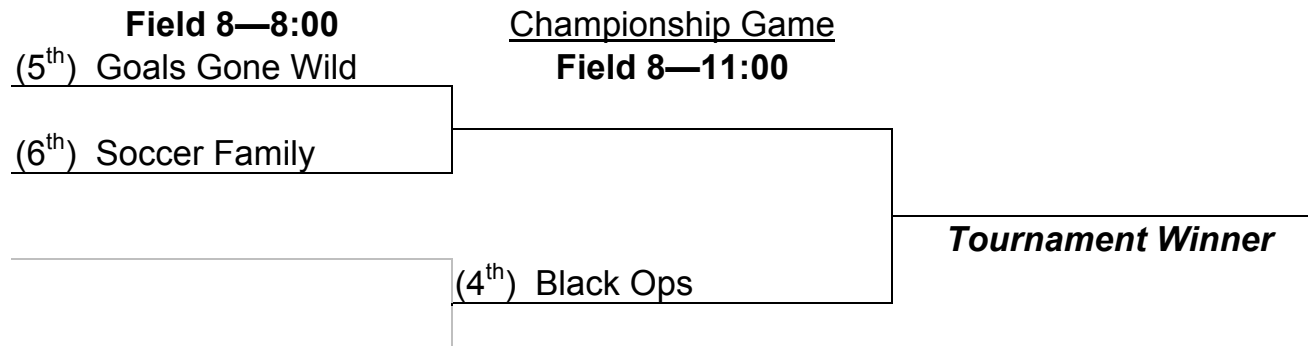 Field 8—8:00
Championship Game
(5th) Goals Gone Wild
Field 8—11:00
(6th) Soccer Family
Tournament Winner
(4th) Black Ops